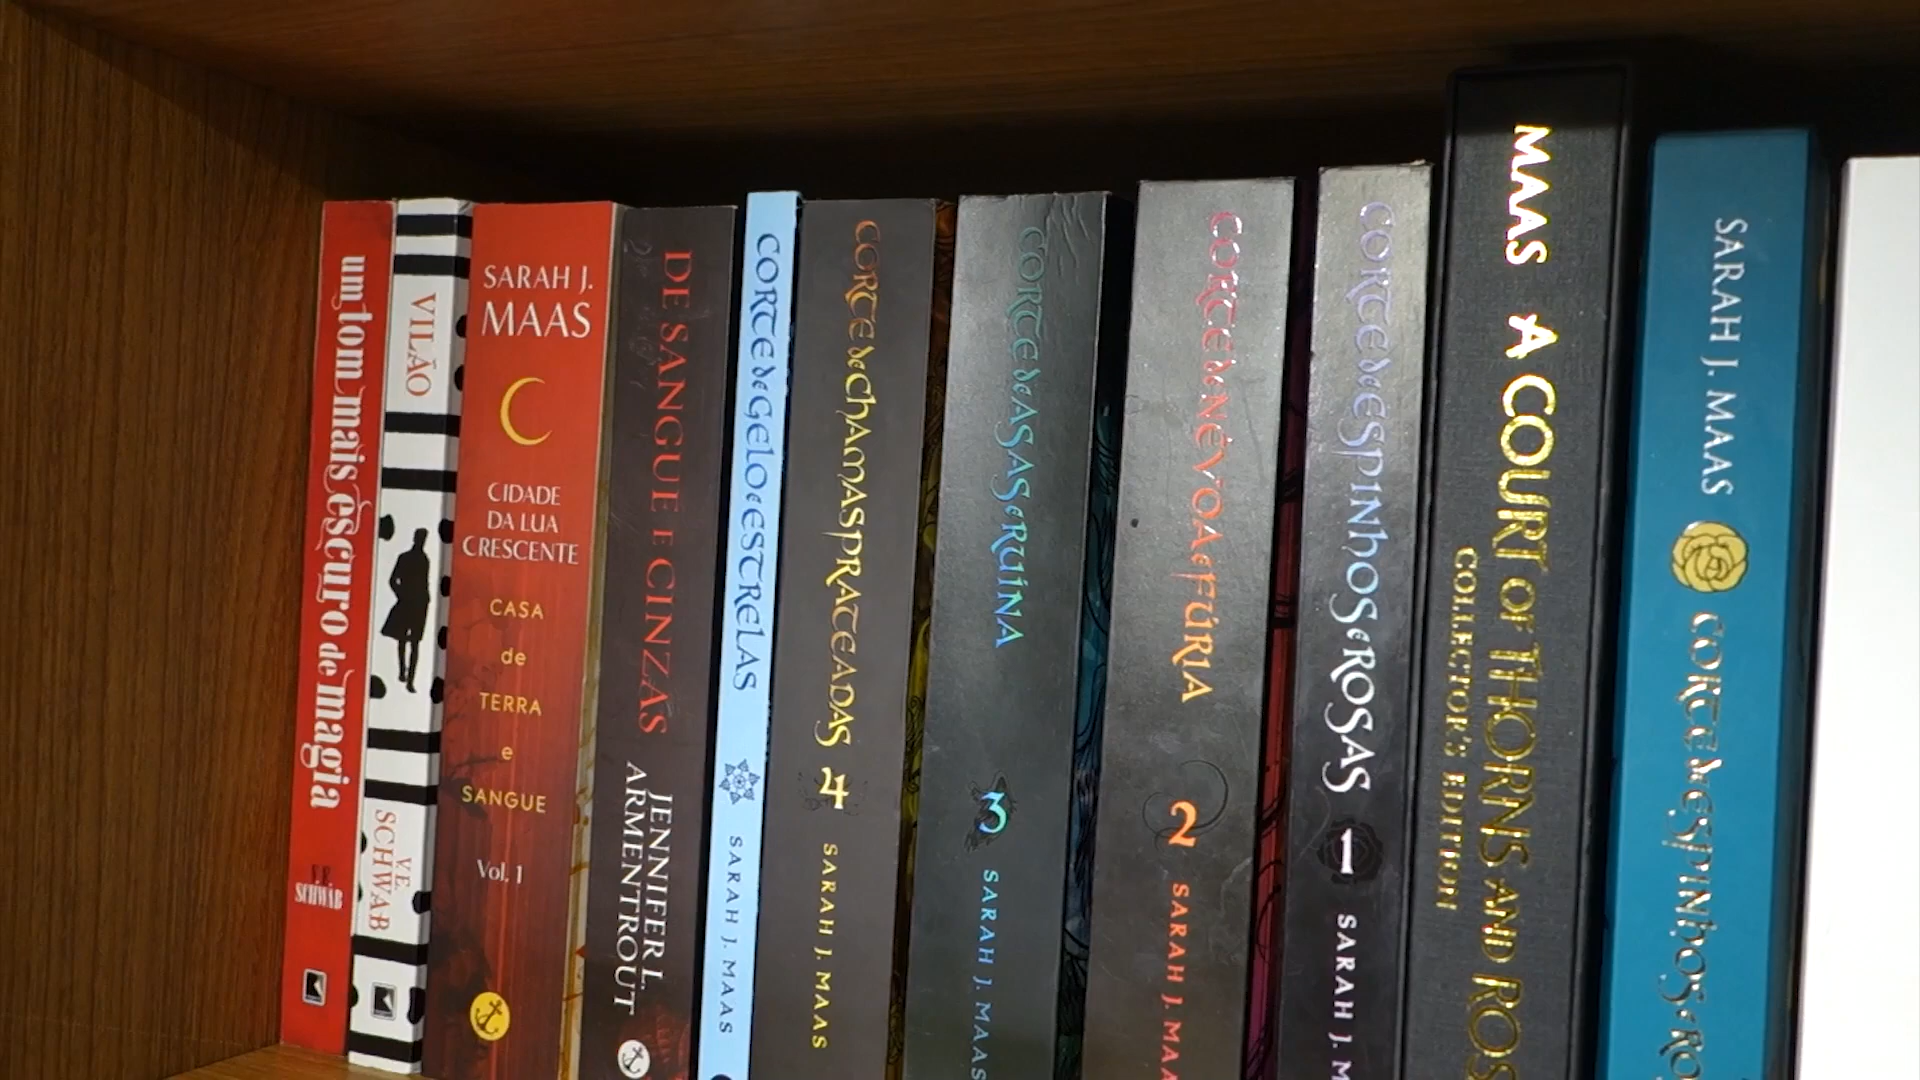 um tom mais escuro de magia
V.E.
SCHWAB
VILÃO
V.E.
SCHWAB
SARAH J.
MAAS
CIDADE
DA LUA
CRESCENTE
CASA
de
TERRA
e
SANGUE
Vol. 1
DE SANGUE E CINZAS
JENNIFER L.
ARMENTROUT
CORTE de GELO e ESTRELAS
SARAH J. MAAS
CORTE de CHAMAS PRATEADAS
4
SARAH J. MAAS
CORTE de ASAS e RUÍNA
3
SARAH J. MAAS
CORTE de NÉVOA e FÚRIA
2
SARAH J. MAA
CORTE de ESPINHOS e ROSAS
1
SARAH J. M
MAAS A COURT OF THORNS AND ROS
COLLECTOR'S EDITION
SARAH J. MAAS CORTE de ESPINHOS e RO